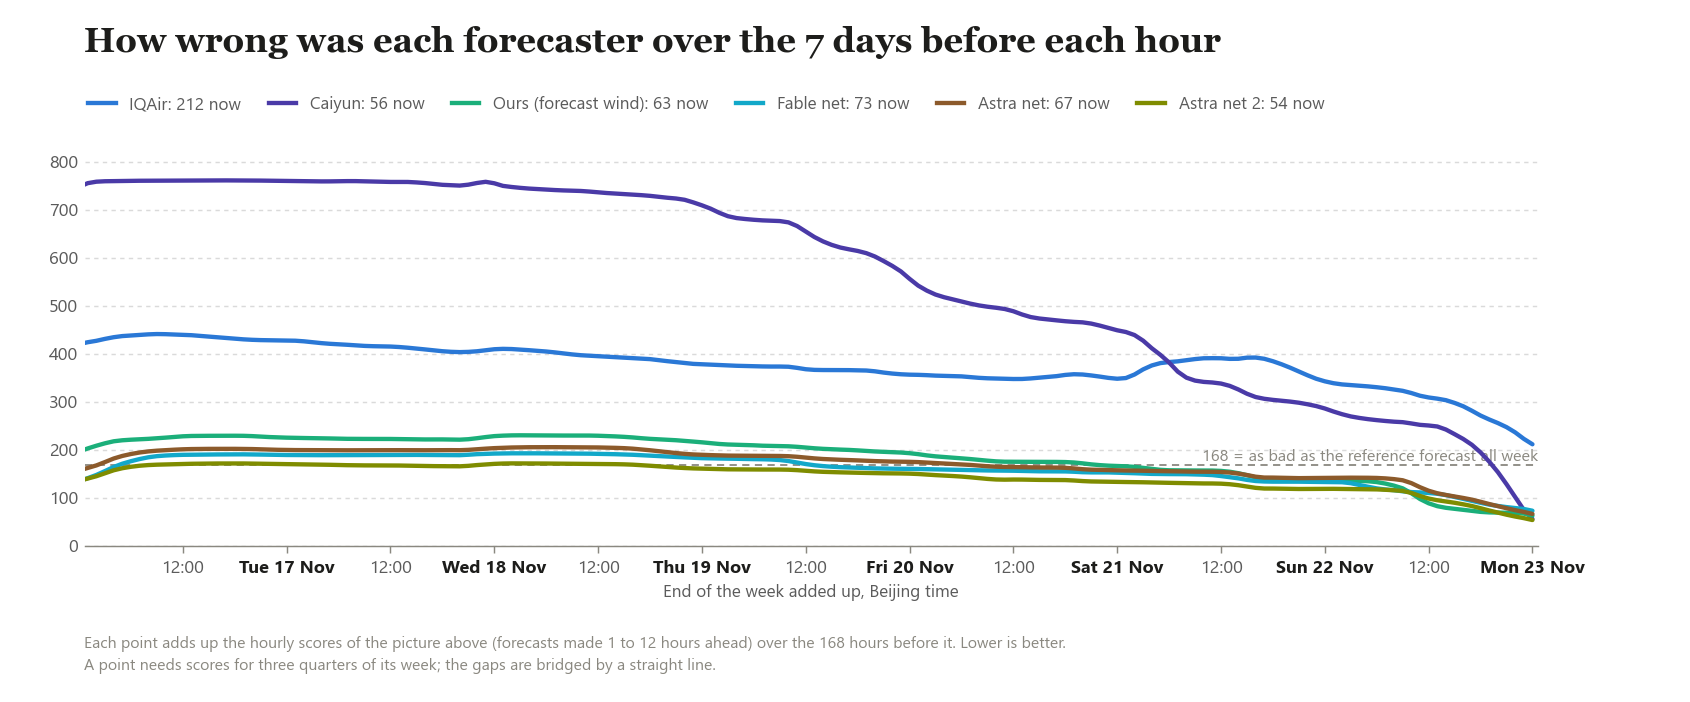 How wrong was each forecaster over the 7 days before each hour
IQAir: 212 now Caiyun: 56 now Ours (forecast wind): 63 now Fable net: 73 now Astra net: 67 now Astra net 2: 54 now
800
700
600
500
400
300
200
168 = as bad as the reference forecast all week
100
0
12:00 Tue 17 Nov 12:00 Wed 18 Nov 12:00 Thu 19 Nov 12:00 Fri 20 Nov 12:00 Sat 21 Nov 12:00 Sun 22 Nov 12:00 Mon 23 Nov
End of the week added up, Beijing time
Each point adds up the hourly scores of the picture above (forecasts made 1 to 12 hours ahead) over the 168 hours before it. Lower is better.
A point needs scores for three quarters of its week; the gaps are bridged by a straight line.